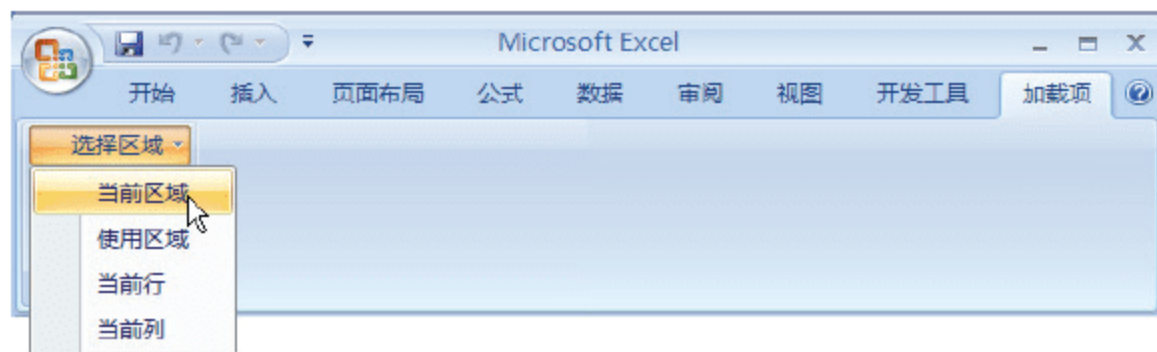 Microsoft Excel
开始 插入 页面布局 公式 数据 审阅 视图 开发工具 加载项
选择区域
当前区域
使用区域
当前行
当前列